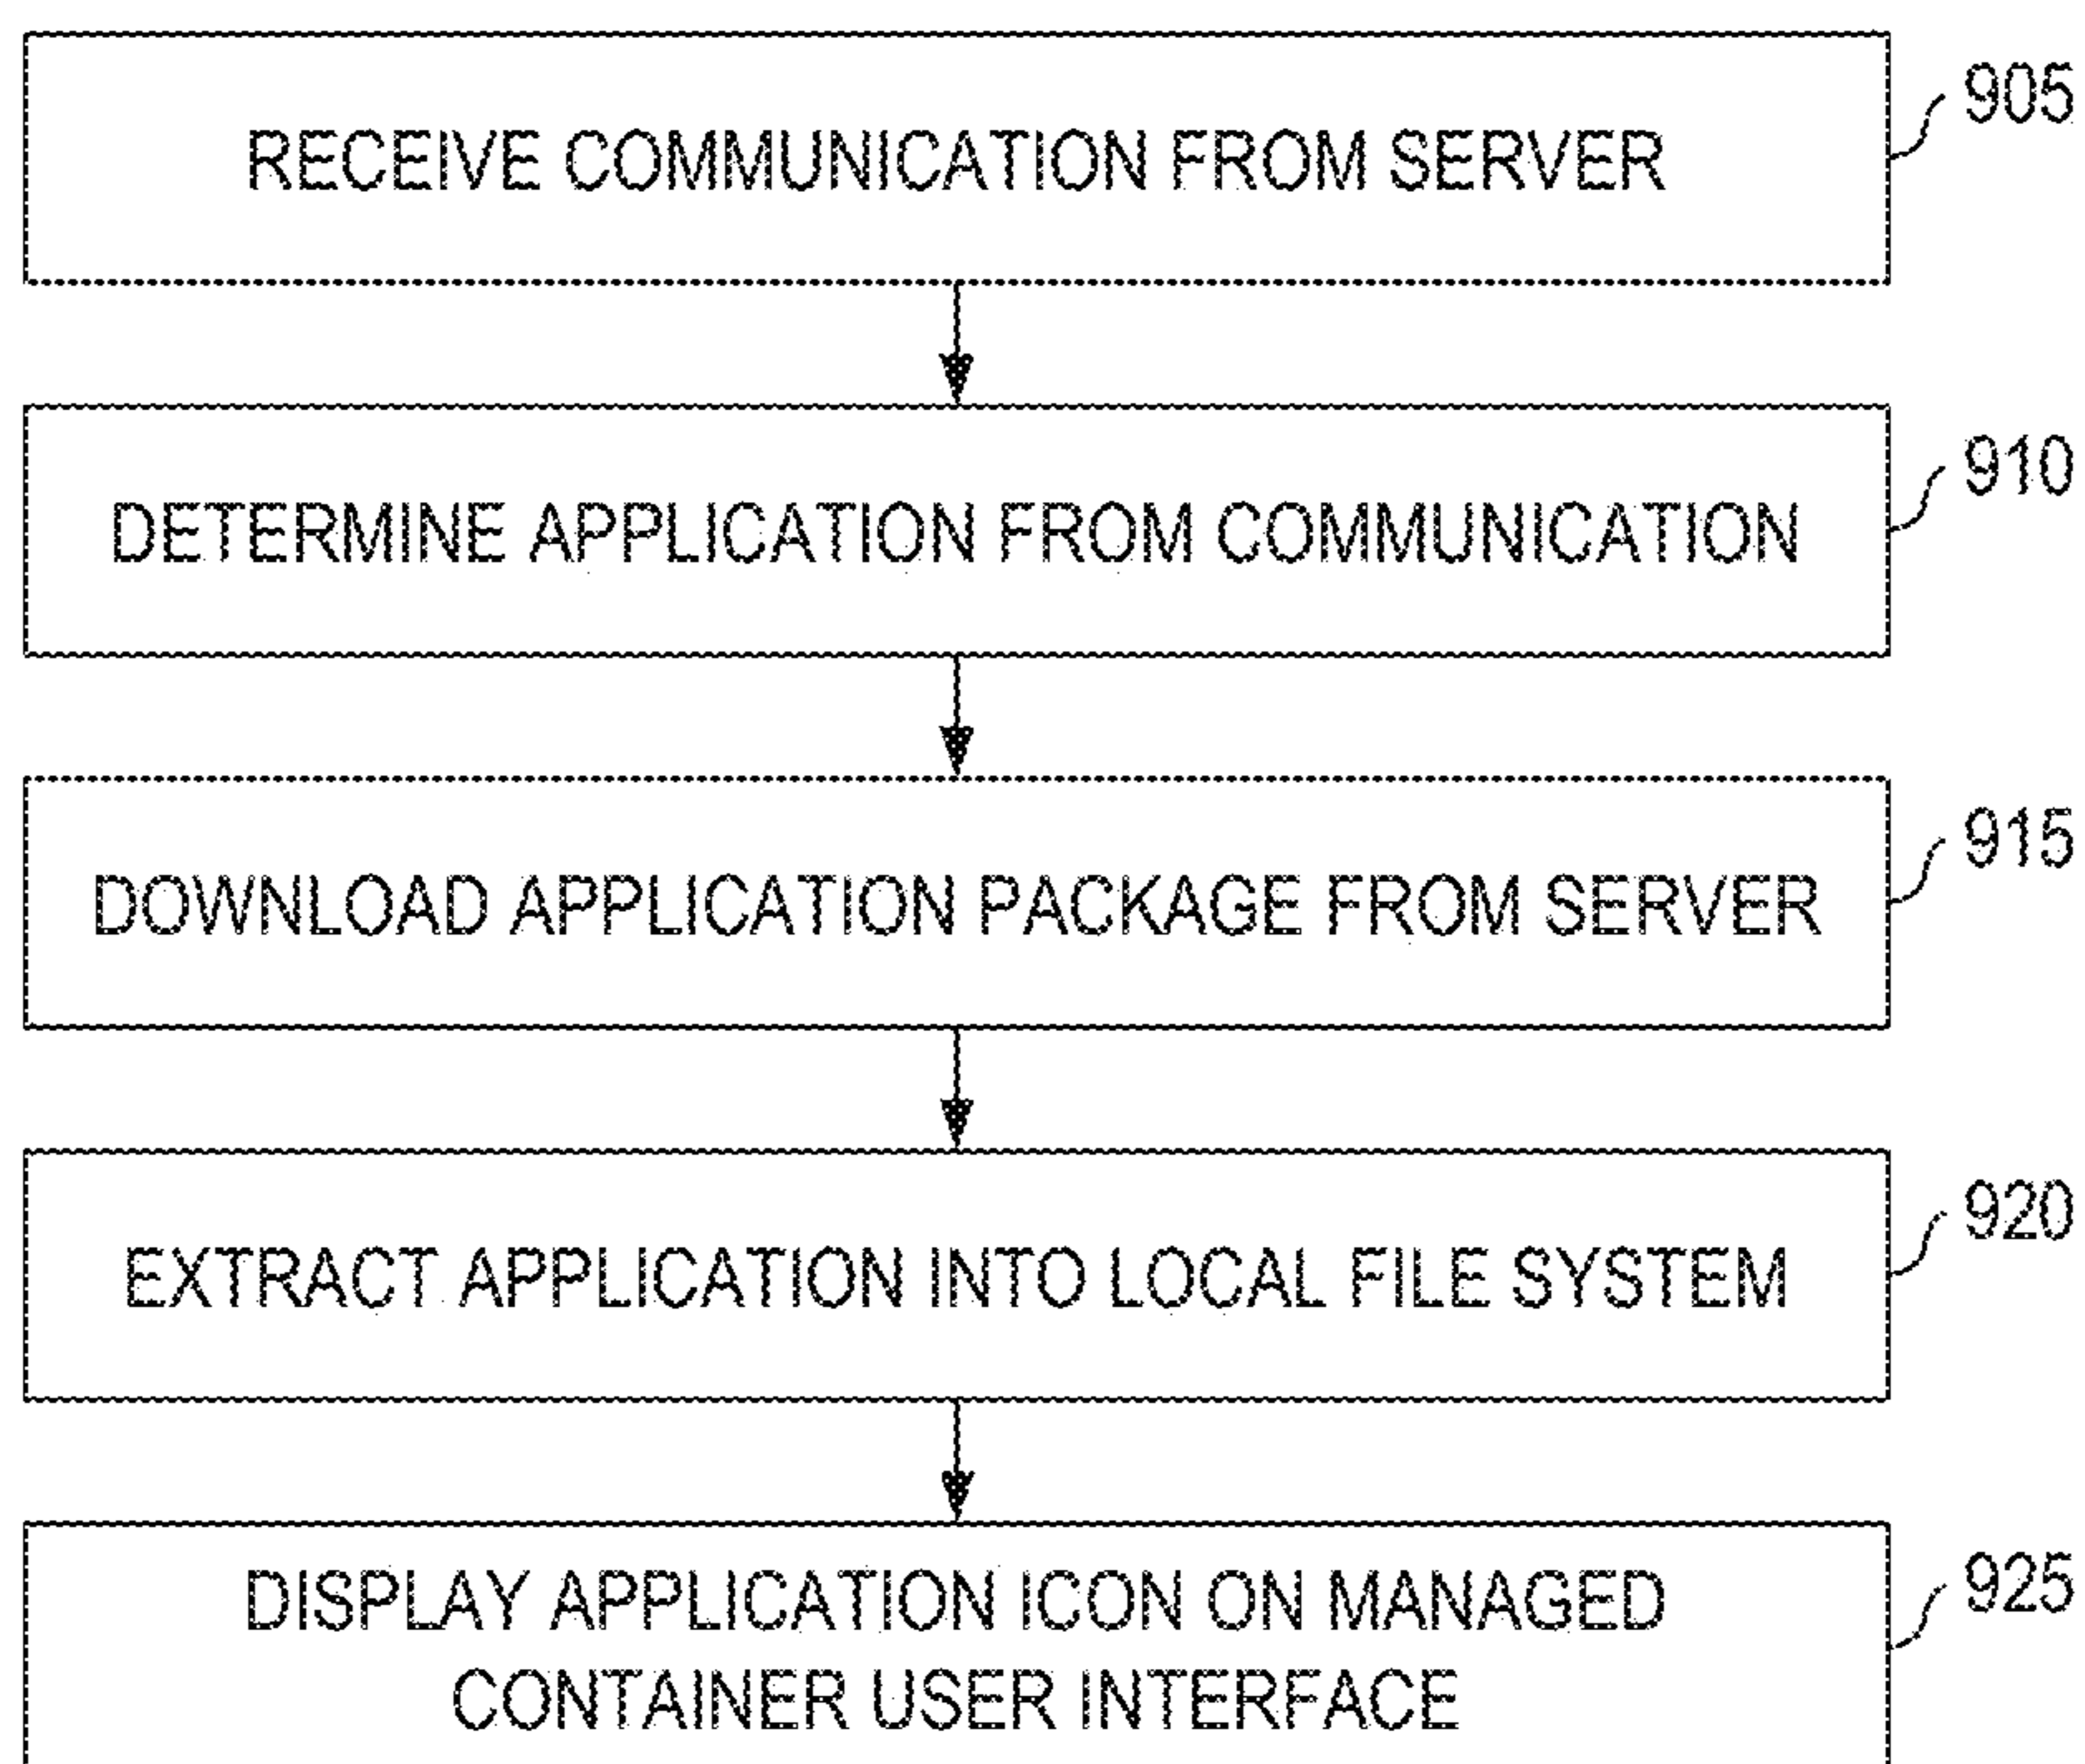 RECEIVE COMMUNICATION FROM SERVER
905
DETERMINE APPLICATION FROM COMMUNICATION
910
DOWNLOAD APPLICATION PACKAGE FROM SERVER
915
EXTRACT APPLICATION INTO LOCAL FILE SYSTEM
920
DISPLAY APPLICATION ICON ON MANAGED
CONTAINER USER INTERFACE
925